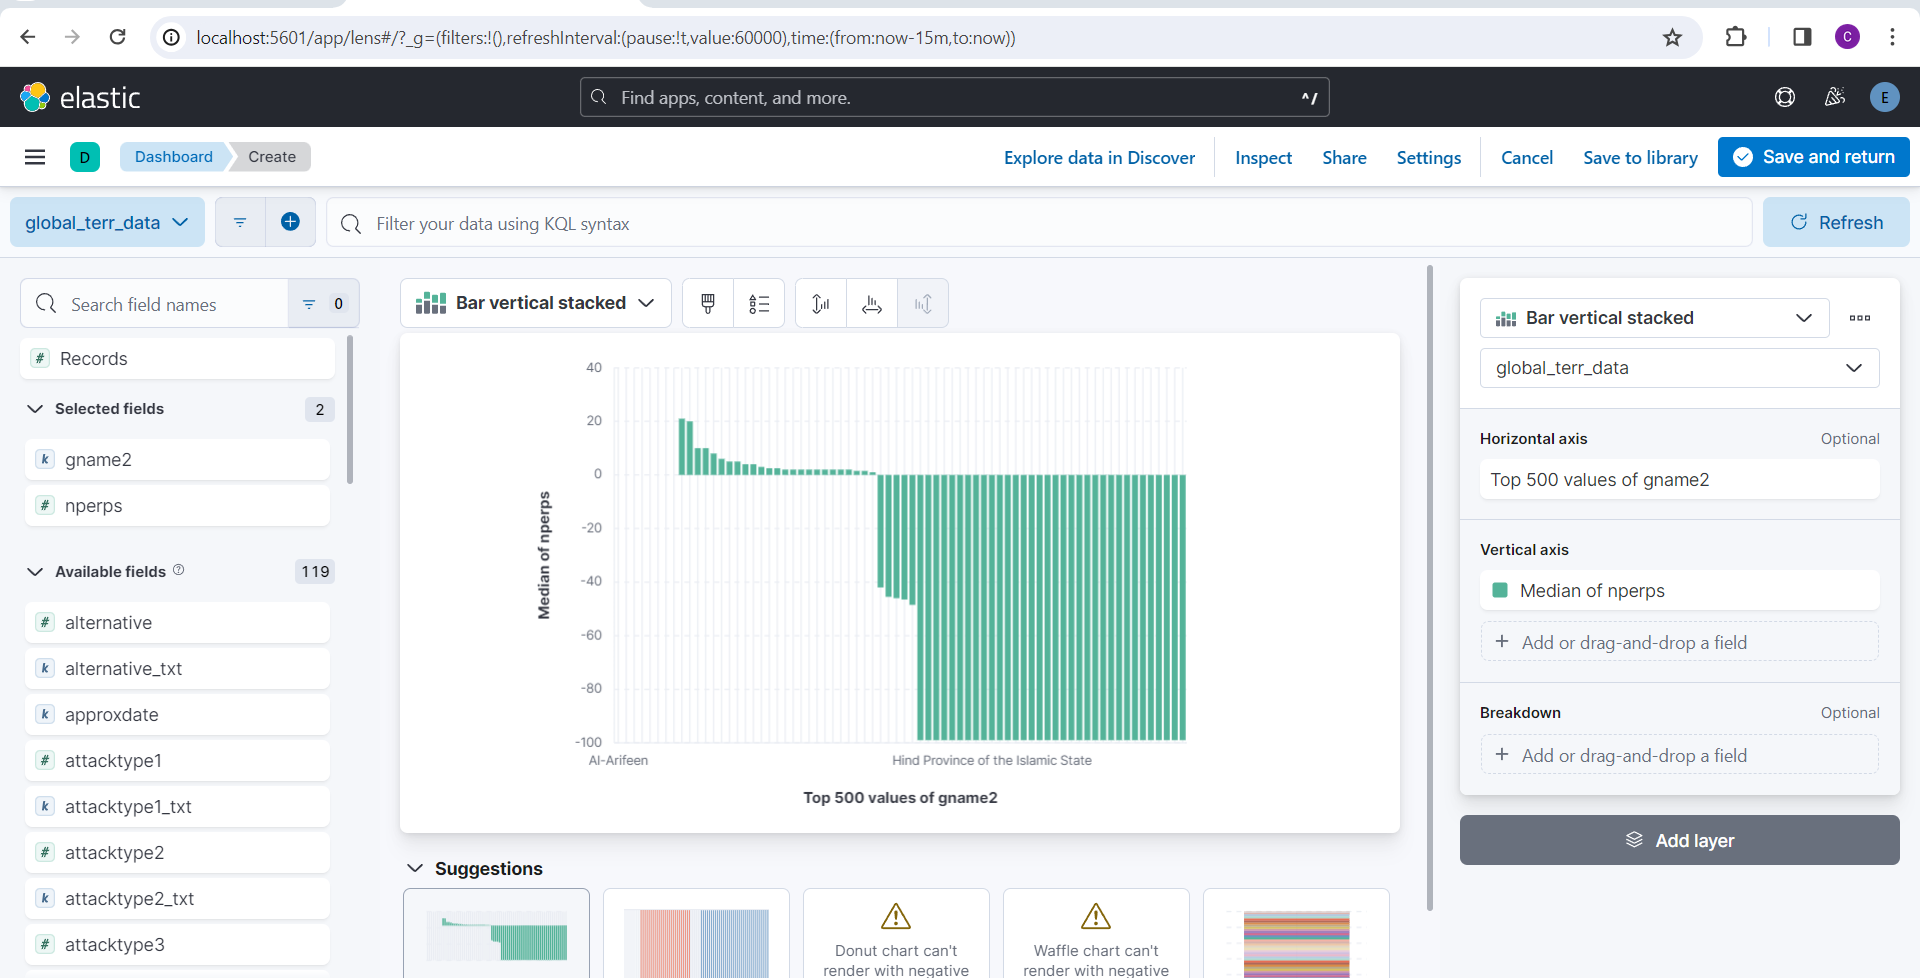 localhost:5601/app/lens#/?_g=(filters:!(),refreshInterval:(pause:!t,value:60000),time:(from:now-15m,to:now))
C
elastic
Find apps, content, and more.
^/
E
D
Dashboard
Create
Explore data in Discover
Inspect
Share
Settings
Cancel
Save to library
Save and return
global_terr_data
Filter your data using KQL syntax
Refresh
Search field names
0
# Records
Selected fields
2
k gname2
# nperps
Available fields
119
# alternative
k alternative_txt
k approxdate
# attacktype1
k attacktype1_txt
# attacktype2
k attacktype2_txt
# attacktype3
Bar vertical stacked
40
20
0
-20
-40
-60
-80
-100
Median of nperps
Al-Arifeen
Hind Province of the Islamic State
Top 500 values of gname2
Suggestions
Donut chart can't
render with negative
Waffle chart can't
render with negative
Bar vertical stacked
global_terr_data
Horizontal axis
Optional
Top 500 values of gname2
Vertical axis
Median of nperps
+ Add or drag-and-drop a field
Breakdown
Optional
+ Add or drag-and-drop a field
Add layer